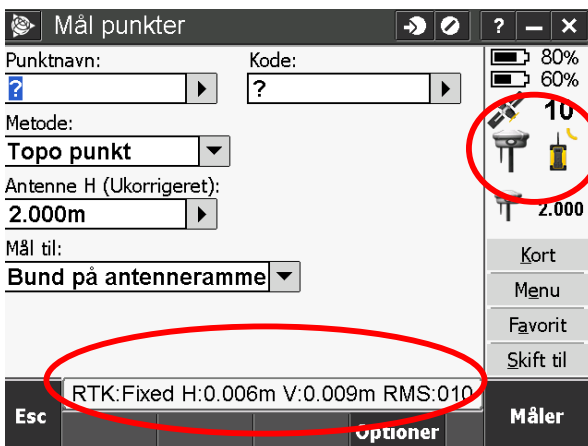 Mål punkter
? – ×
Punktnavn:
Kode:
?
?
Metode:
Topo punkt
Antenne H (Ukorrigeret):
2.000m
Mål til:
Bund på antenneramme
80%
60%
10
2.000
Kort
Menu
Favorit
Skift til
RTK:Fixed H:0.006m V:0.009m RMS:010
Esc
Optioner
Måler